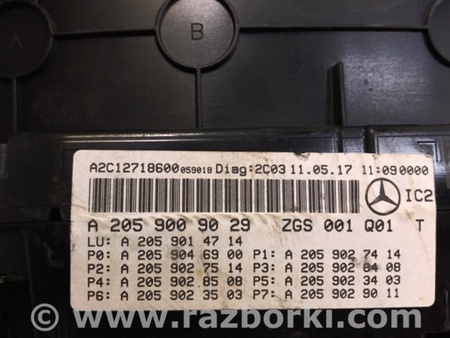 A
B
A2C12718600 059018 Diag:2C03 11.05.17 11:09 0000
IC2
A 205 900 90 29 ZGS 001 Q01 T
LU: A 205 901 47 14
P0: A 205 904 69 00 P1: A 205 902 74 14
P2: A 205 902 75 14 P3: A 205 902 64 08
P4: A 205 902 85 08 P5: A 205 902 34 03
P6: A 205 902 35 03 P7: A 205 902 90 11
© www.razborki.com